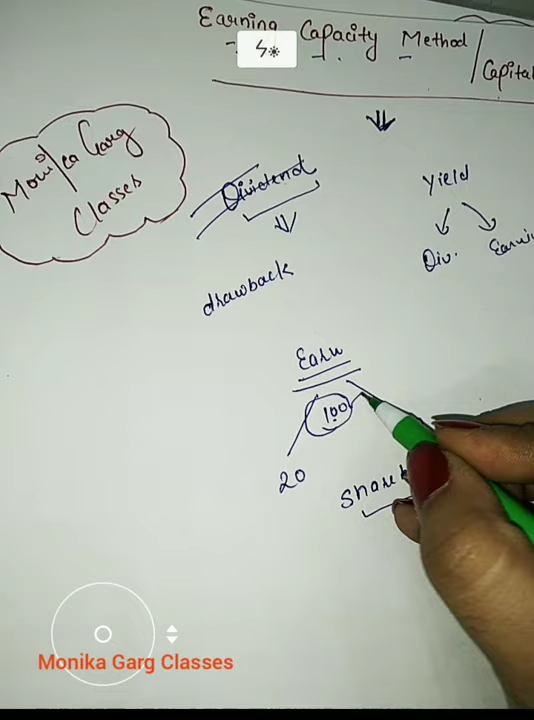 Earning Capacity Method /
Capital
Monika Garg
Classes
Dividend
Yield
Div.
drawback
Earn
100
20
Monika Garg Classes